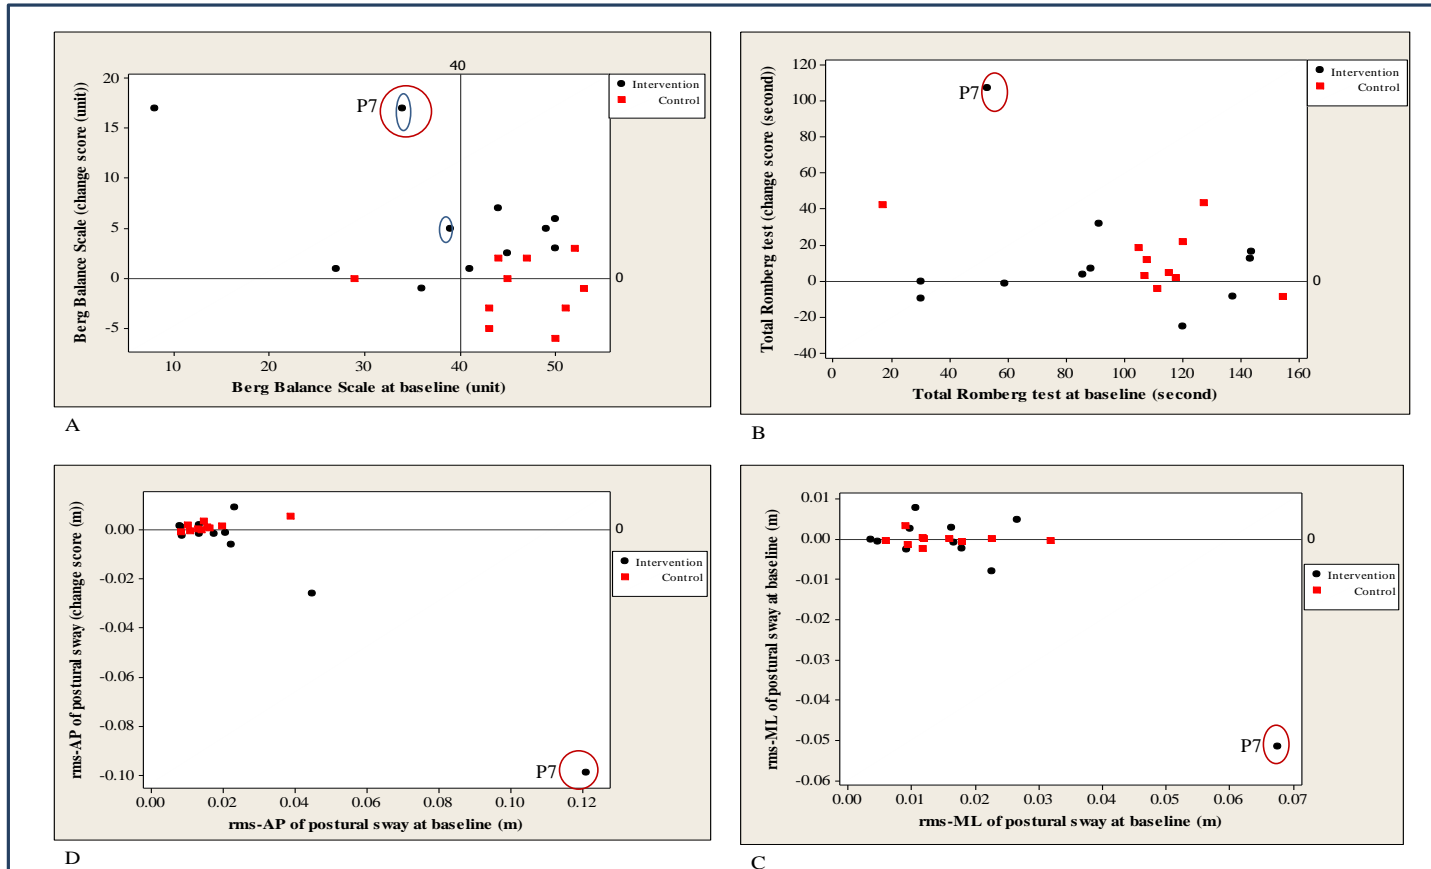 40
20
15
10
5
0
-5
Berg Balance Scale (change score (unit))
P7
0
Intervention
Control
10
20
30
40
50
Berg Balance Scale at baseline (unit)
A
120
100
80
60
40
20
0
-20
-40
Total Romberg test (change score (second))
P7
0
Intervention
Control
0
20
40
60
80
100
120
140
160
Total Romberg test at baseline (second)
B
0.00
-0.02
-0.04
-0.06
-0.08
-0.10
rms-AP of postural sway (change score (m))
0
Intervention
Control
P7
0.00
0.02
0.04
0.06
0.08
0.10
0.12
rms-AP of postural sway at baseline (m)
D
0.01
0.00
-0.01
-0.02
-0.03
-0.04
-0.05
-0.06
rms-ML of postural sway at baseline (m)
0
Intervention
Control
P7
0.00
0.01
0.02
0.03
0.04
0.05
0.06
0.07
rms-ML of postural sway at baseline (m)
C